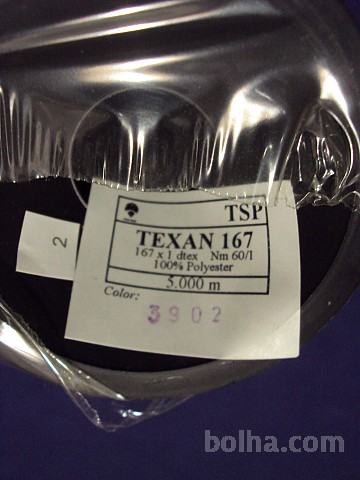 TSP
TEXAN 167
167 x 1 dtex Nm 60/1
100% Polyester
5.000 m
Color:
3902
2
bolha.com